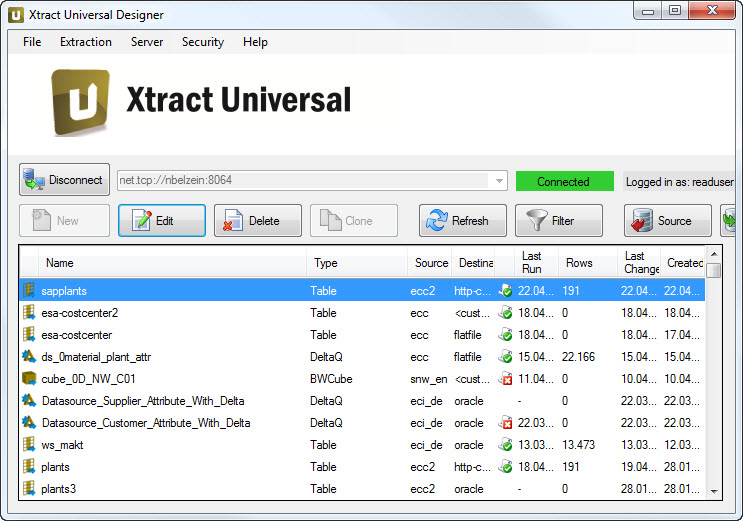 Xtract Universal Designer
File Extraction Server Security Help
Xtract Universal
Disconnect net.tcp://nbelzein:8064 Connected Logged in as: readuser
New Edit Delete Clone Refresh Filter Source
Name Type Source Destina Last Run Rows Last Change Created
sapplants Table ecc2 http-c... 22.04... 191 22.04... 22.04...
esa-costcenter2 Table ecc <cust... 18.04... 0 18.04... 18.04...
esa-costcenter Table ecc flatfile 18.04... 0 18.04... 17.04...
ds_0material_plant_attr DeltaQ ecc flatfile 15.04... 22.166 15.04... 15.04...
cube_0D_NW_C01 BWCube snw_en <cust... 11.04... 0 10.04... 10.04...
Datasource_Supplier_Attribute_With_Delta DeltaQ eci_de oracle - 0 22.03... 22.03...
Datasource_Customer_Attribute_With_Delta DeltaQ eci_de oracle 22.03... 0 22.03... 22.03...
ws_makt Table eci_de oracle 13.03... 13.473 13.03... 12.03...
plants Table ecc2 http-c... 18.04... 191 19.04... 28.01...
plants3 Table ecc2 oracle - 0 28.01... 28.01...